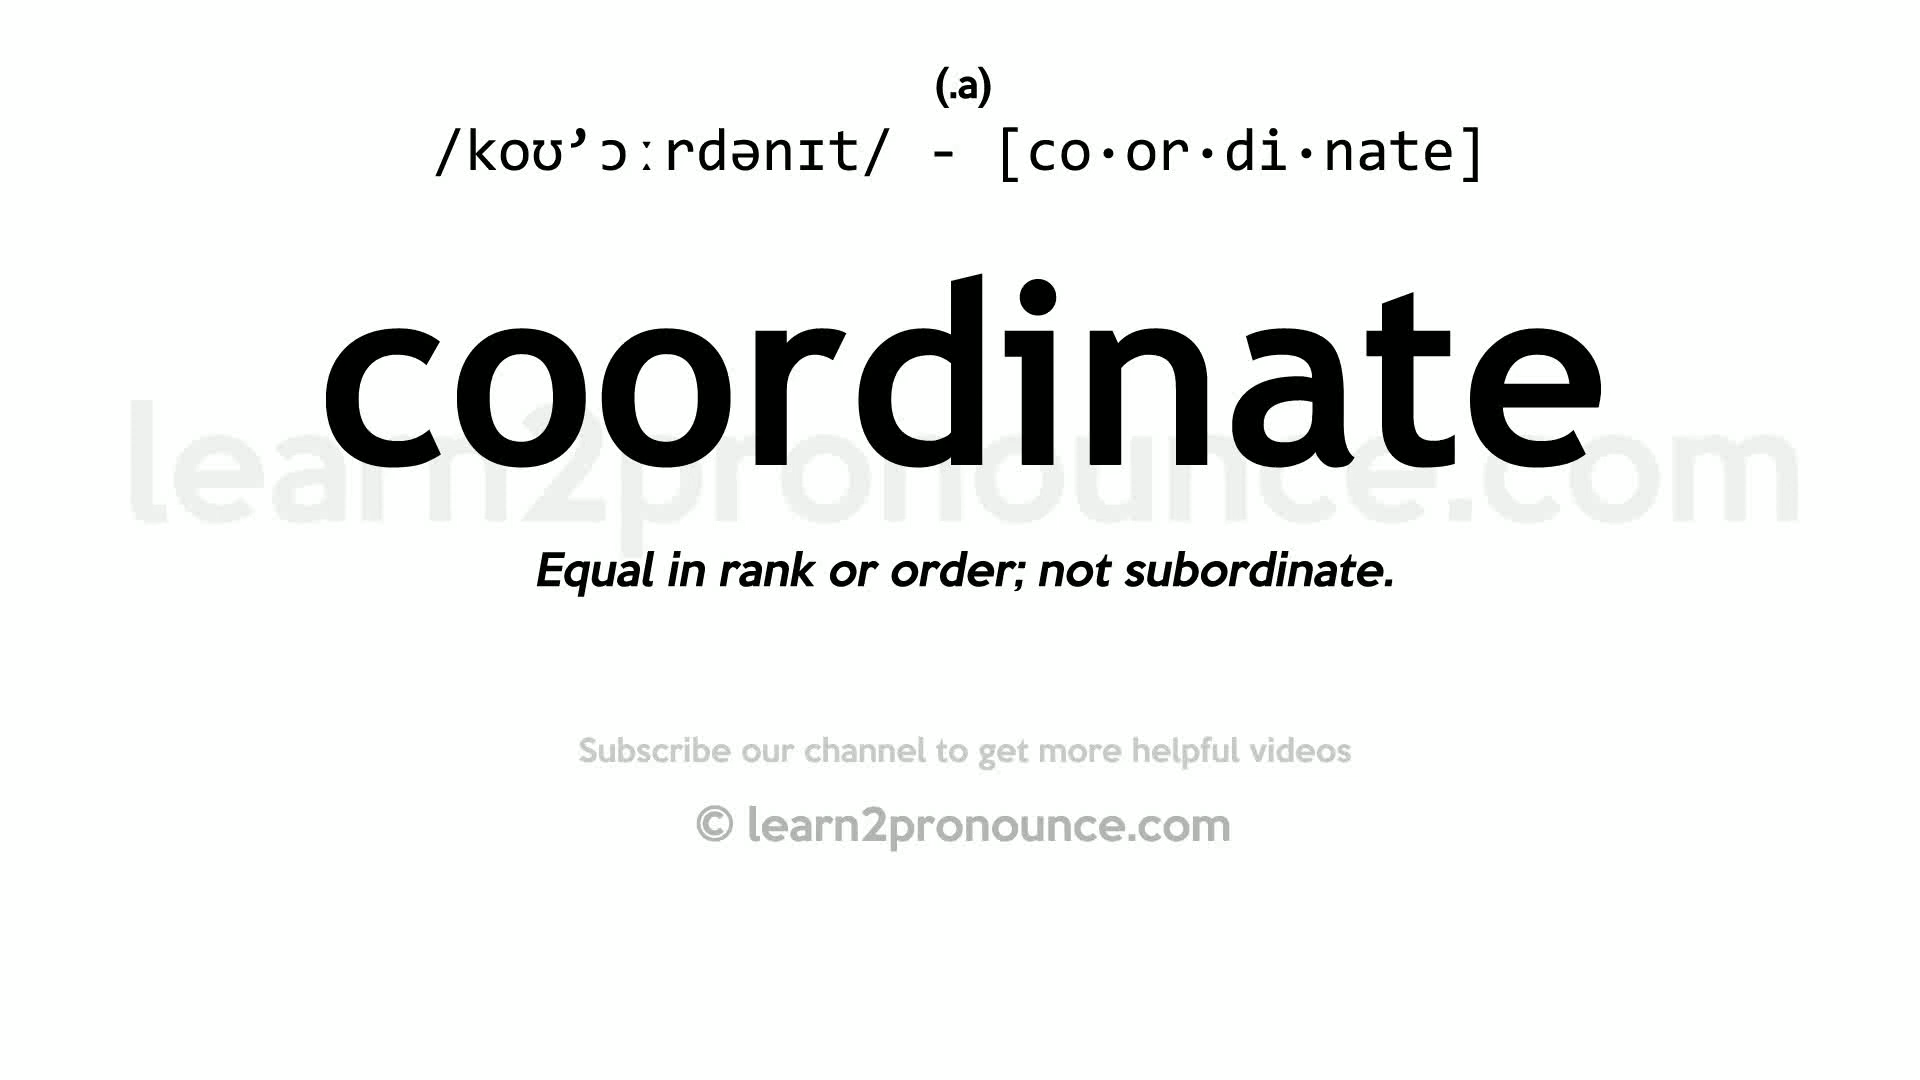 (.a)
/koʊ’ɔːrdənɪt/ - [co·or·di·nate]
coordinate
learn2pronounce.com
Equal in rank or order; not subordinate.
Subscribe our channel to get more helpful videos
© learn2pronounce.com